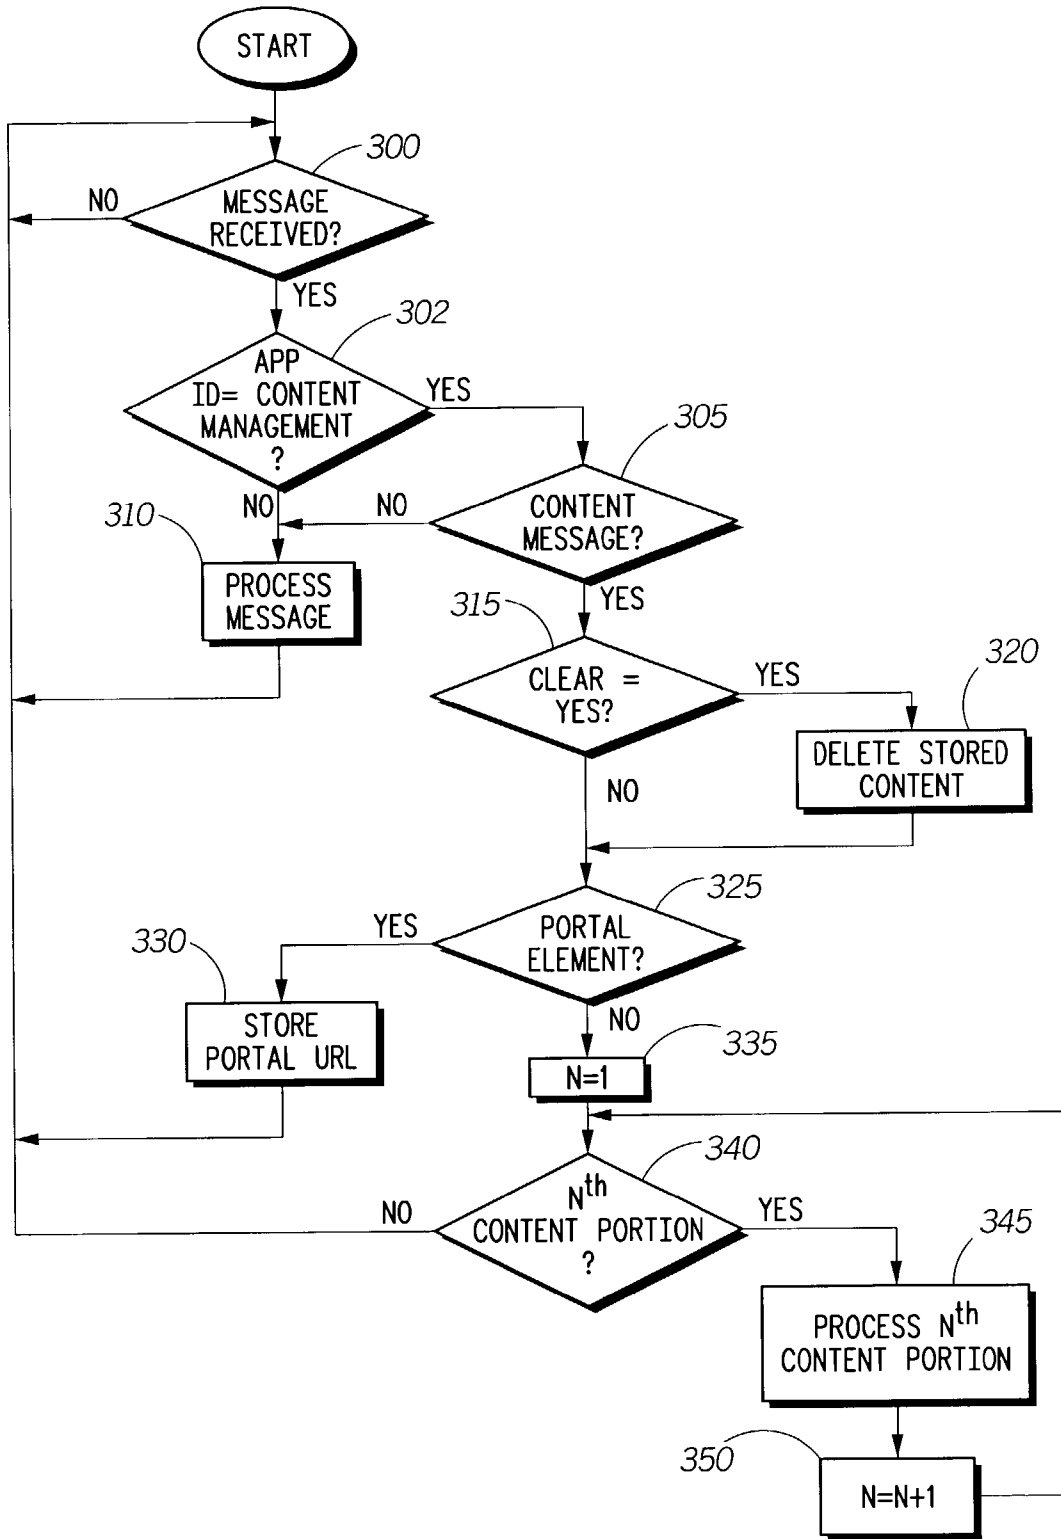 START
300
MESSAGE
RECEIVED?
NO
YES
302
APP
ID= CONTENT
MANAGEMENT
?
YES
NO
305
CONTENT
MESSAGE?
NO
YES
310
PROCESS
MESSAGE
315
CLEAR =
YES?
YES
NO
320
DELETE STORED
CONTENT
325
PORTAL
ELEMENT?
YES
NO
330
STORE
PORTAL URL
335
N=1
340
Nth
CONTENT PORTION
?
NO
YES
345
PROCESS Nth
CONTENT PORTION
350
N=N+1